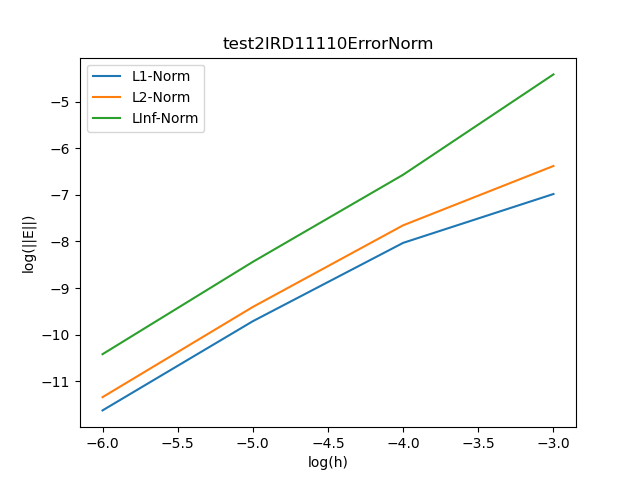 test2IRD11110ErrorNorm
L1-Norm
L2-Norm
LInf-Norm
−5
−6
−7
−8
−9
−10
−11
log(||E||)
−6.0 −5.5 −5.0 −4.5 −4.0 −3.5 −3.0
log(h)